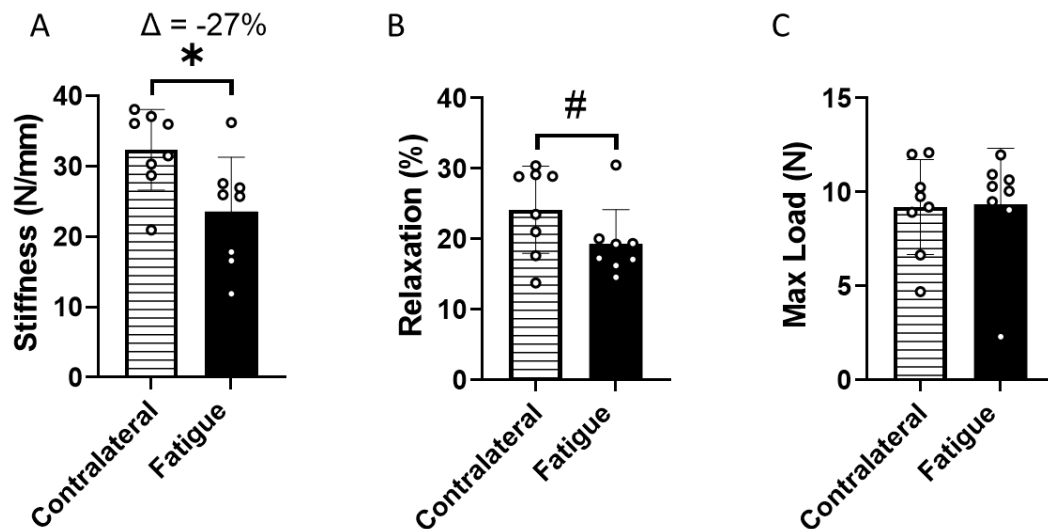 A
Δ = -27%
*
Stiffness (N/mm)
40
30
20
10
0
Contralateral
Fatigue
B
#
Relaxation (%)
40
30
20
10
0
Contralateral
Fatigue
C
Max Load (N)
15
10
5
0
Contralateral
Fatigue